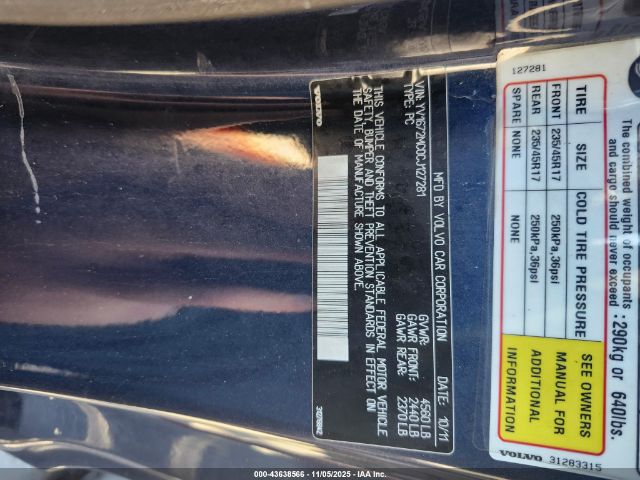 MFD BY VOLVO CAR CORPORATION DATE: 10/11
GVWR: 4560 LB
GAWR FRONT: 2440 LB
GAWR REAR: 2370 LB
VIN: YV1672MC0CJ127281
TYPE: PC
THIS VEHICLE CONFORMS TO ALL APPLICABLE FEDERAL MOTOR VEHICLE
SAFETY, BUMPER AND THEFT PREVENTION STANDARDS IN EFFECT ON
THE DATE OF MANUFACTURE SHOWN ABOVE.
VOLVO
The combined weight of occupants
and cargo should never exceed : 290kg or 640lbs.
TIRE SIZE COLD TIRE PRESSURE
FRONT 235/45R17 250kPa,36psi
REAR 235/45R17 250kPa,36psi
SPARE NONE NONE
SEE OWNERS
MANUAL FOR
ADDITIONAL
INFORMATION
127281
VOLVO 31283315
000-43638566 — 11/05/2025 — IAA Inc.